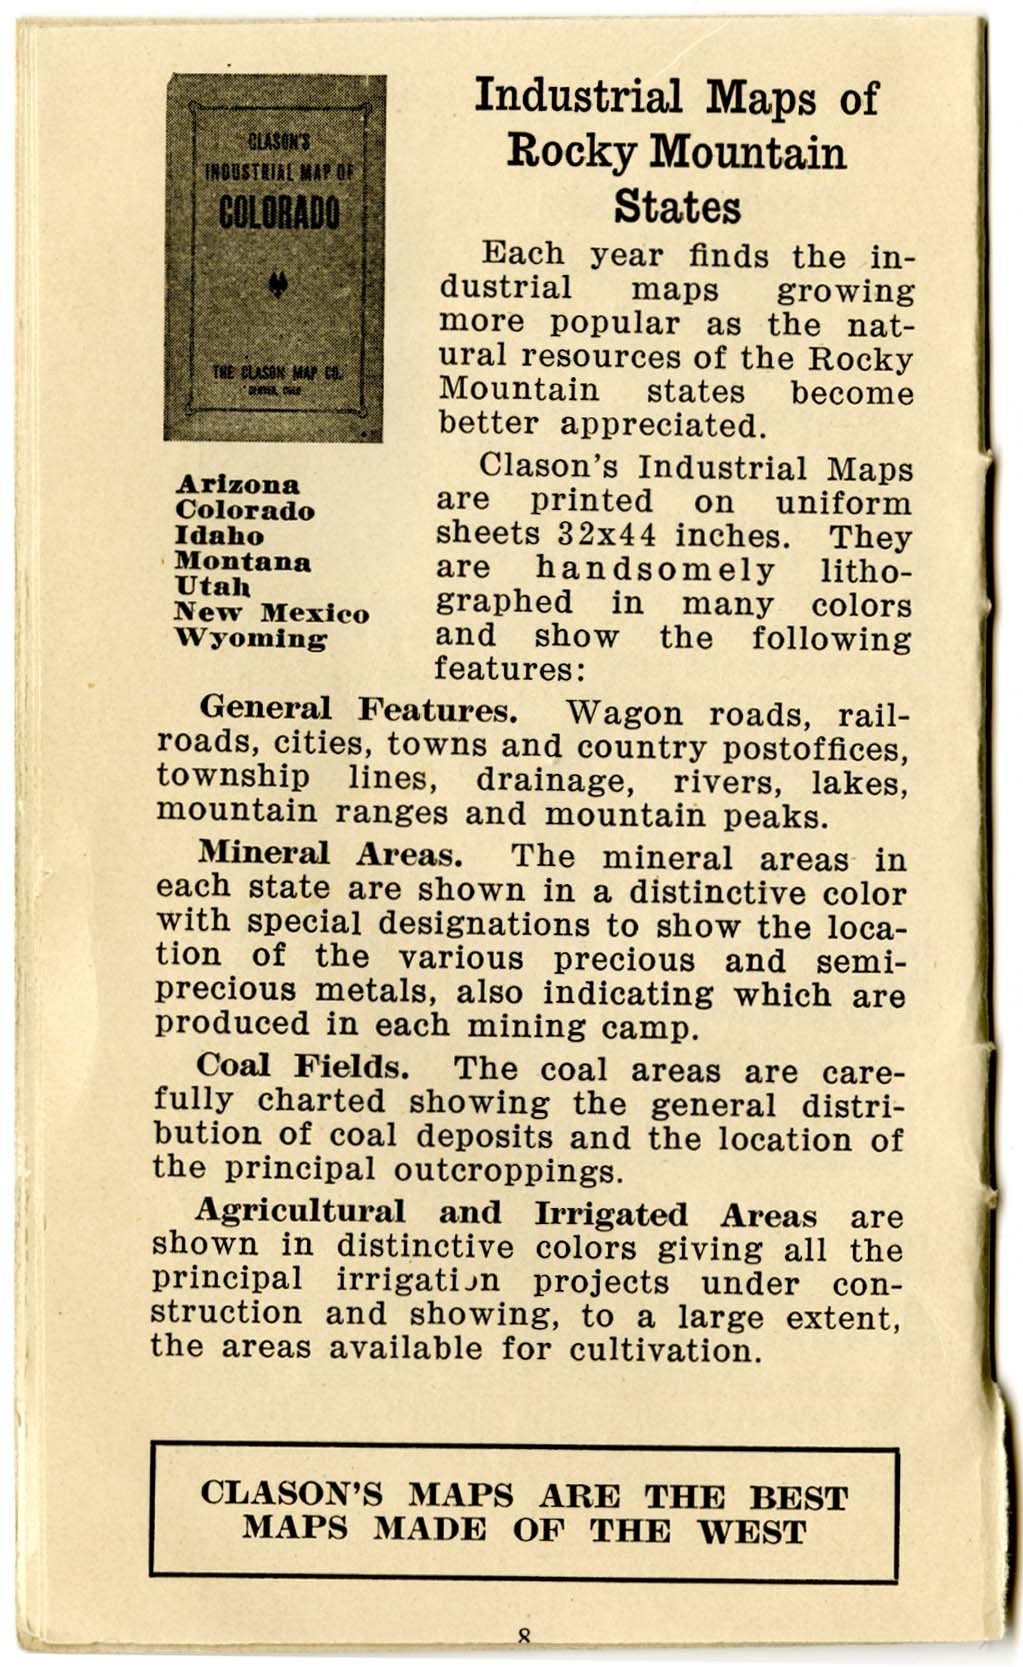 CLASON'S
INDUSTRIAL MAP OF
COLORADO
THE CLASON MAP CO.
DENVER, COLO
Arizona
Colorado
Idaho
Montana
Utah
New Mexico
Wyoming
Industrial Maps of
Rocky Mountain
States
Each year finds the in-
dustrial maps growing
more popular as the nat-
ural resources of the Rocky
Mountain states become
better appreciated.
Clason's Industrial Maps
are printed on uniform
sheets 32x44 inches. They
are handsomely litho-
graphed in many colors
and show the following
features:
General Features. Wagon roads, rail-
roads, cities, towns and country postoffices,
township lines, drainage, rivers, lakes,
mountain ranges and mountain peaks.
Mineral Areas. The mineral areas in
each state are shown in a distinctive color
with special designations to show the loca-
tion of the various precious and semi-
precious metals, also indicating which are
produced in each mining camp.
Coal Fields. The coal areas are care-
fully charted showing the general distri-
bution of coal deposits and the location of
the principal outcroppings.
Agricultural and Irrigated Areas are
shown in distinctive colors giving all the
principal irrigation projects under con-
struction and showing, to a large extent,
the areas available for cultivation.
CLASON'S MAPS ARE THE BEST
MAPS MADE OF THE WEST
8